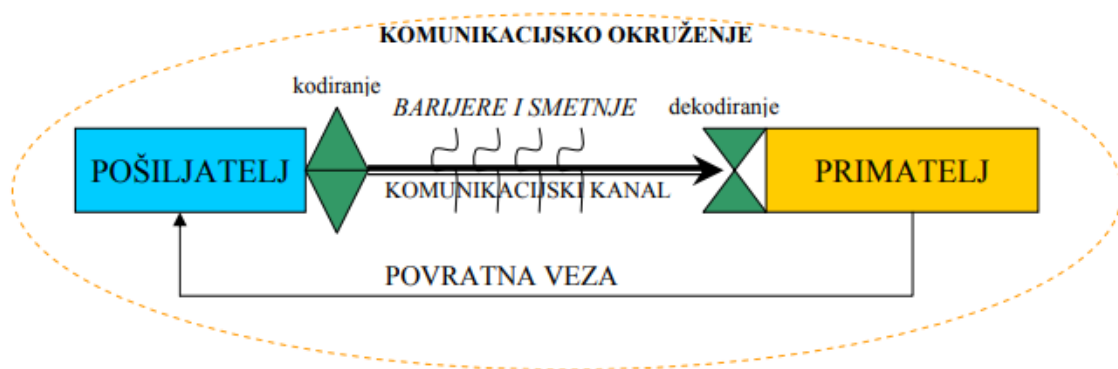 KOMUNIKACIJSKO OKRUŽENJE
kodiranje
BARIJERE I SMETNJE
dekodiranje
POŠILJATELJ
PRIMATELJ
KOMUNIKACIJSKI KANAL
POVRATNA VEZA